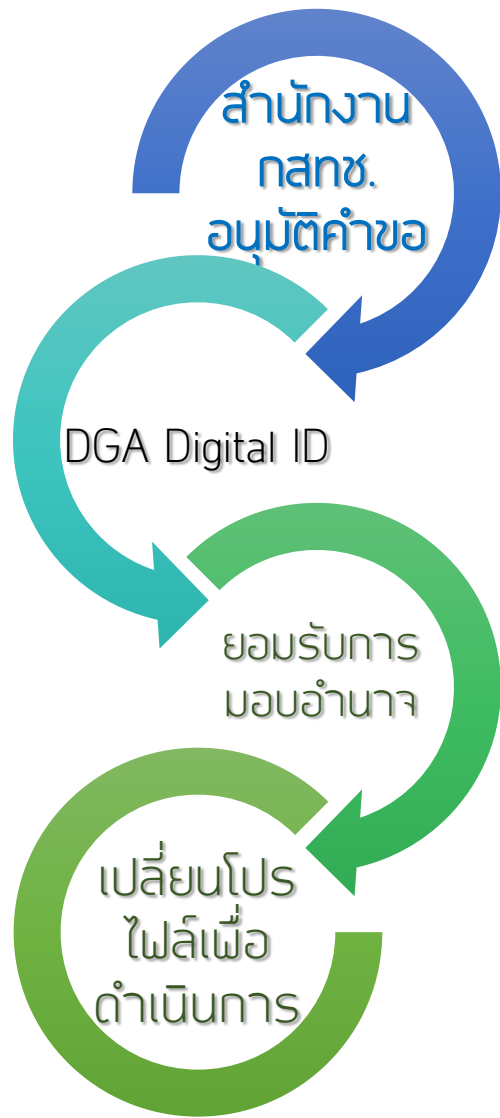 สำนักงาน
กสทช.
อนุมัติคำขอ
DGA Digital ID
ยอมรับการ
มอบอำนาจ
เปลี่ยนโปร
ไฟล์เพื่อ
ดำเนินการ